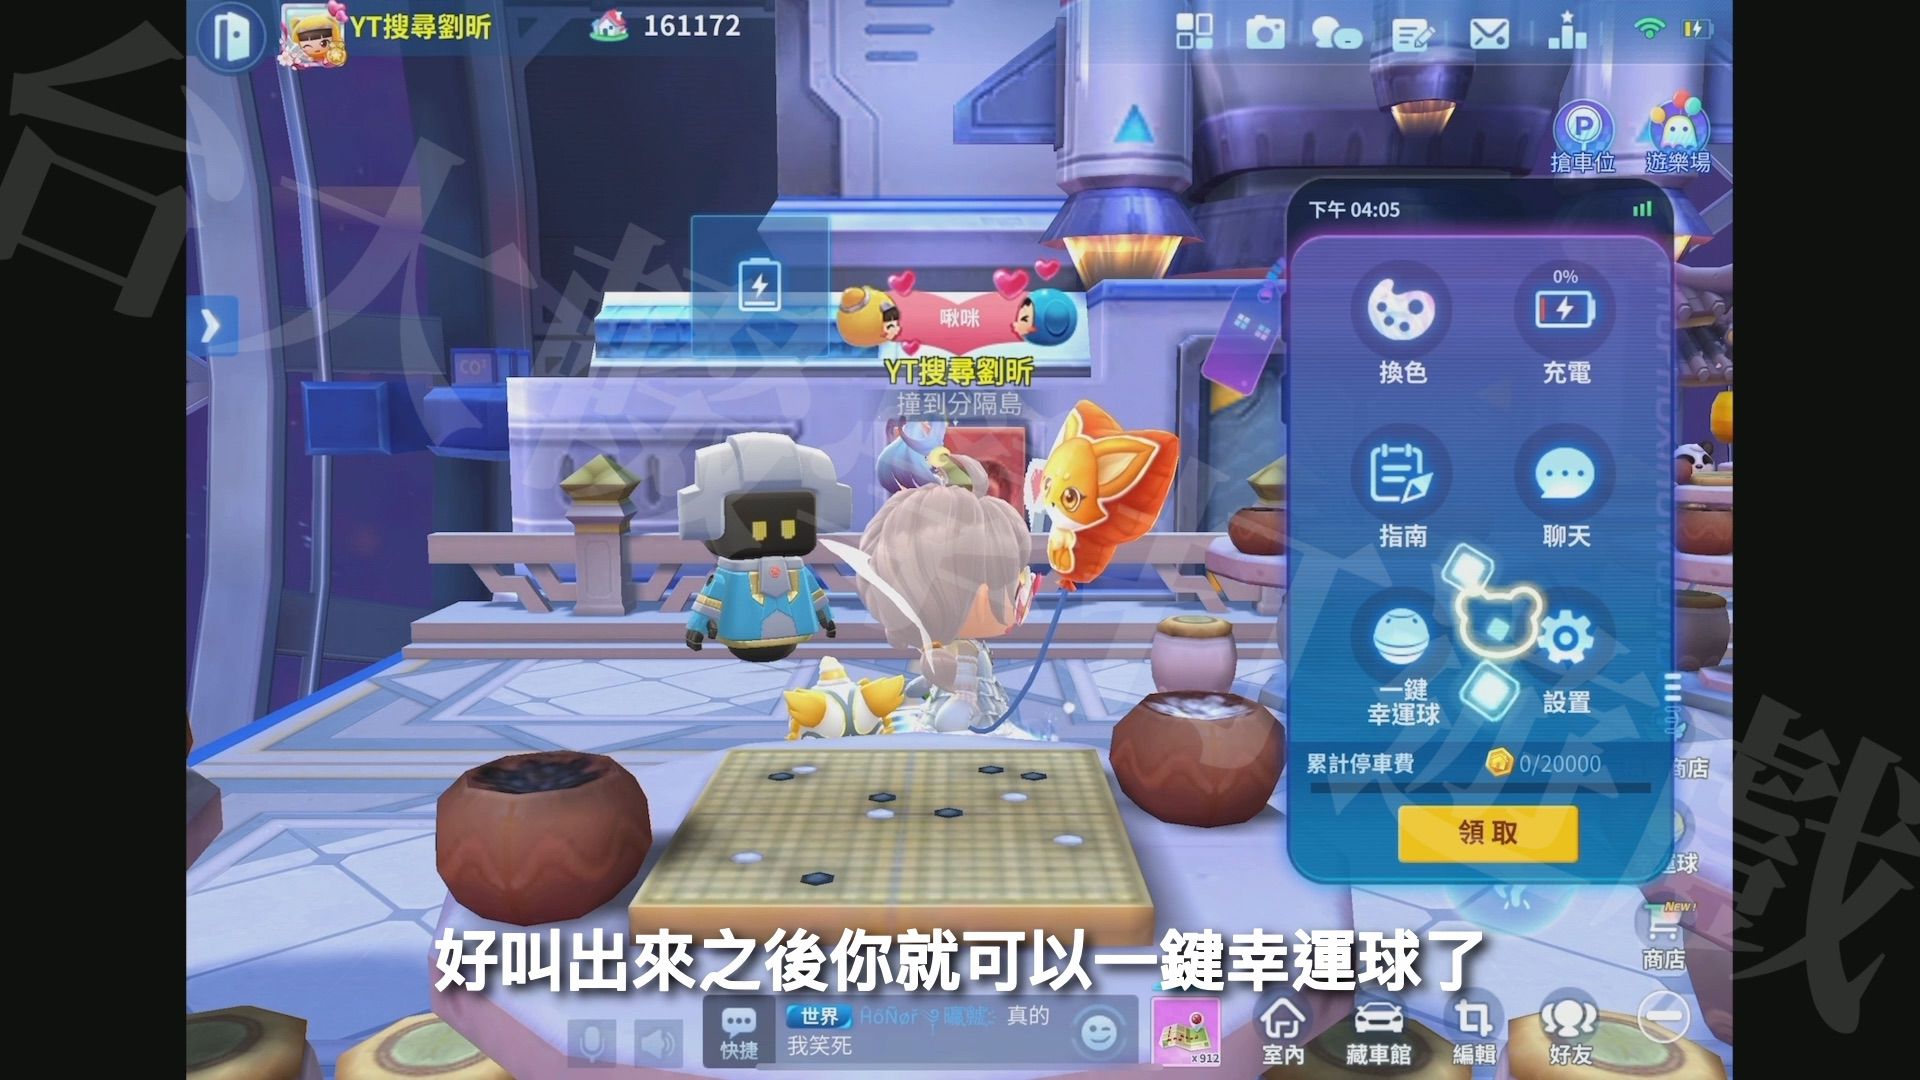 YT搜尋劉昕
161172
搶車位
遊樂場
下午 04:05
換色
0%
充電
指南
聊天
一鍵
幸運球
設置
累計停車費
0/20000
領取
啾咪
YT搜尋劉昕
撞到分隔島
商店
運球
New!
商店
好叫出來之後你就可以一鍵幸運球了
快捷
世界
真的
我笑死
x912
室內
藏車館
編輯
好友